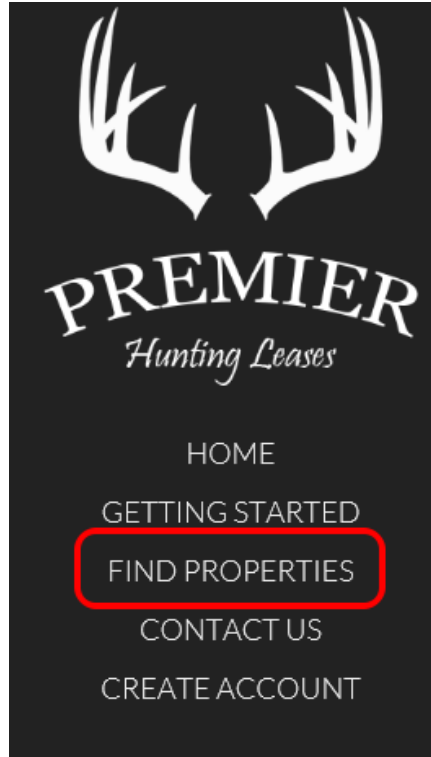 PREMIER
Hunting Leases
HOME
GETTING STARTED
FIND PROPERTIES
CONTACT US
CREATE ACCOUNT